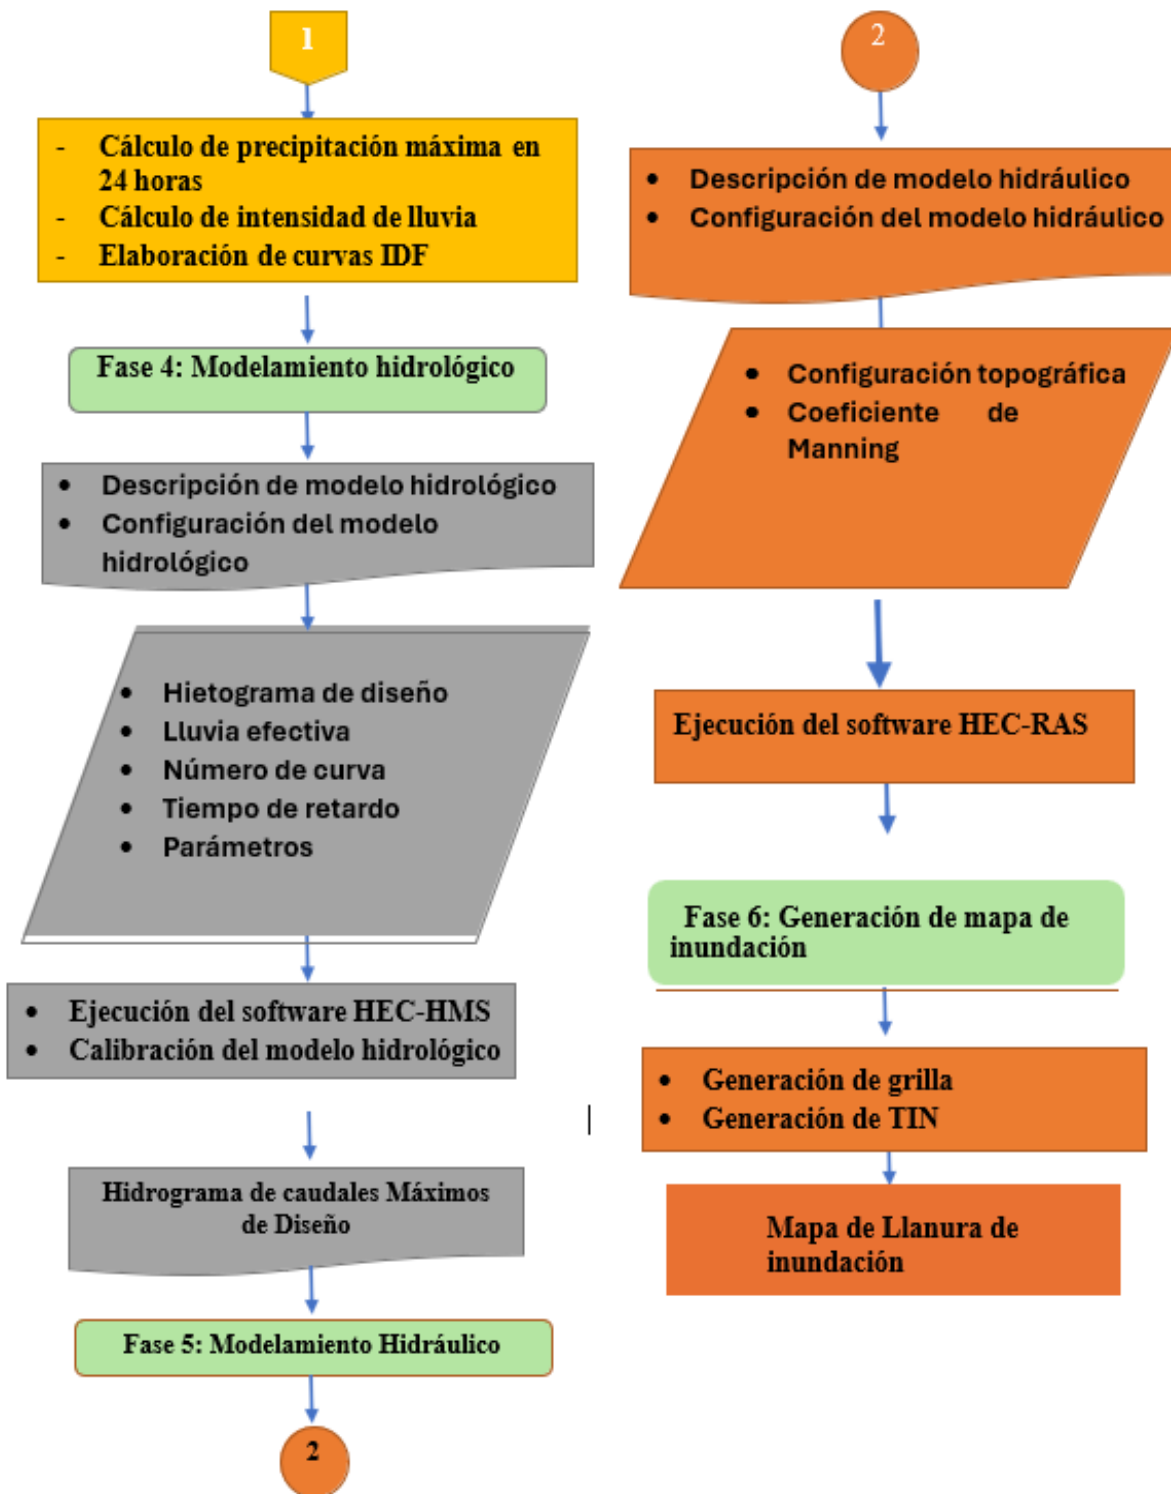 1
- Cálculo de precipitación máxima en
24 horas
- Cálculo de intensidad de lluvia
- Elaboración de curvas IDF
Fase 4: Modelamiento hidrológico
• Descripción de modelo hidrológico
• Configuración del modelo
hidrológico
• Hietograma de diseño
• Lluvia efectiva
• Número de curva
• Tiempo de retardo
• Parámetros
• Ejecución del software HEC-HMS
• Calibración del modelo hidrológico
Hidrograma de caudales Máximos
de Diseño
Fase 5: Modelamiento Hidráulico
2
2
• Descripción de modelo hidráulico
• Configuración del modelo hidráulico
• Configuración topográfica
• Coeficiente de
Manning
Ejecución del software HEC-RAS
Fase 6: Generación de mapa de
inundación
• Generación de grilla
• Generación de TIN
Mapa de Llanura de
inundación